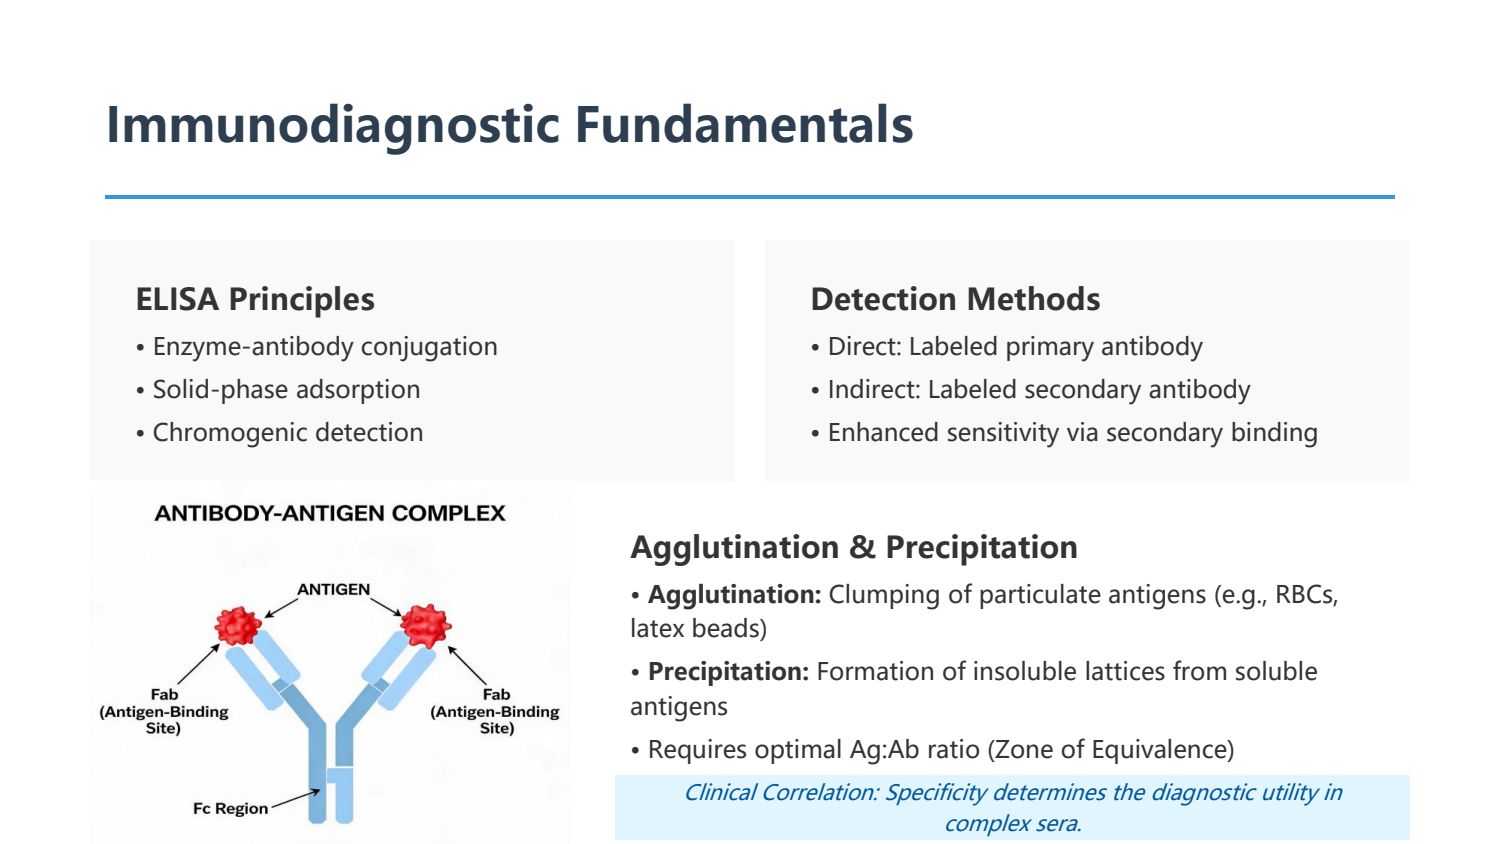 Immunodiagnostic Fundamentals
ELISA Principles
• Enzyme-antibody conjugation
• Solid-phase adsorption
• Chromogenic detection
Detection Methods
• Direct: Labeled primary antibody
• Indirect: Labeled secondary antibody
• Enhanced sensitivity via secondary binding
ANTIBODY-ANTIGEN COMPLEX
ANTIGEN
Fab
(Antigen-Binding
Site)
Fab
(Antigen-Binding
Site)
Fc Region
Agglutination & Precipitation
• Agglutination: Clumping of particulate antigens (e.g., RBCs,
latex beads)
• Precipitation: Formation of insoluble lattices from soluble
antigens
• Requires optimal Ag:Ab ratio (Zone of Equivalence)
Clinical Correlation: Specificity determines the diagnostic utility in
complex sera.